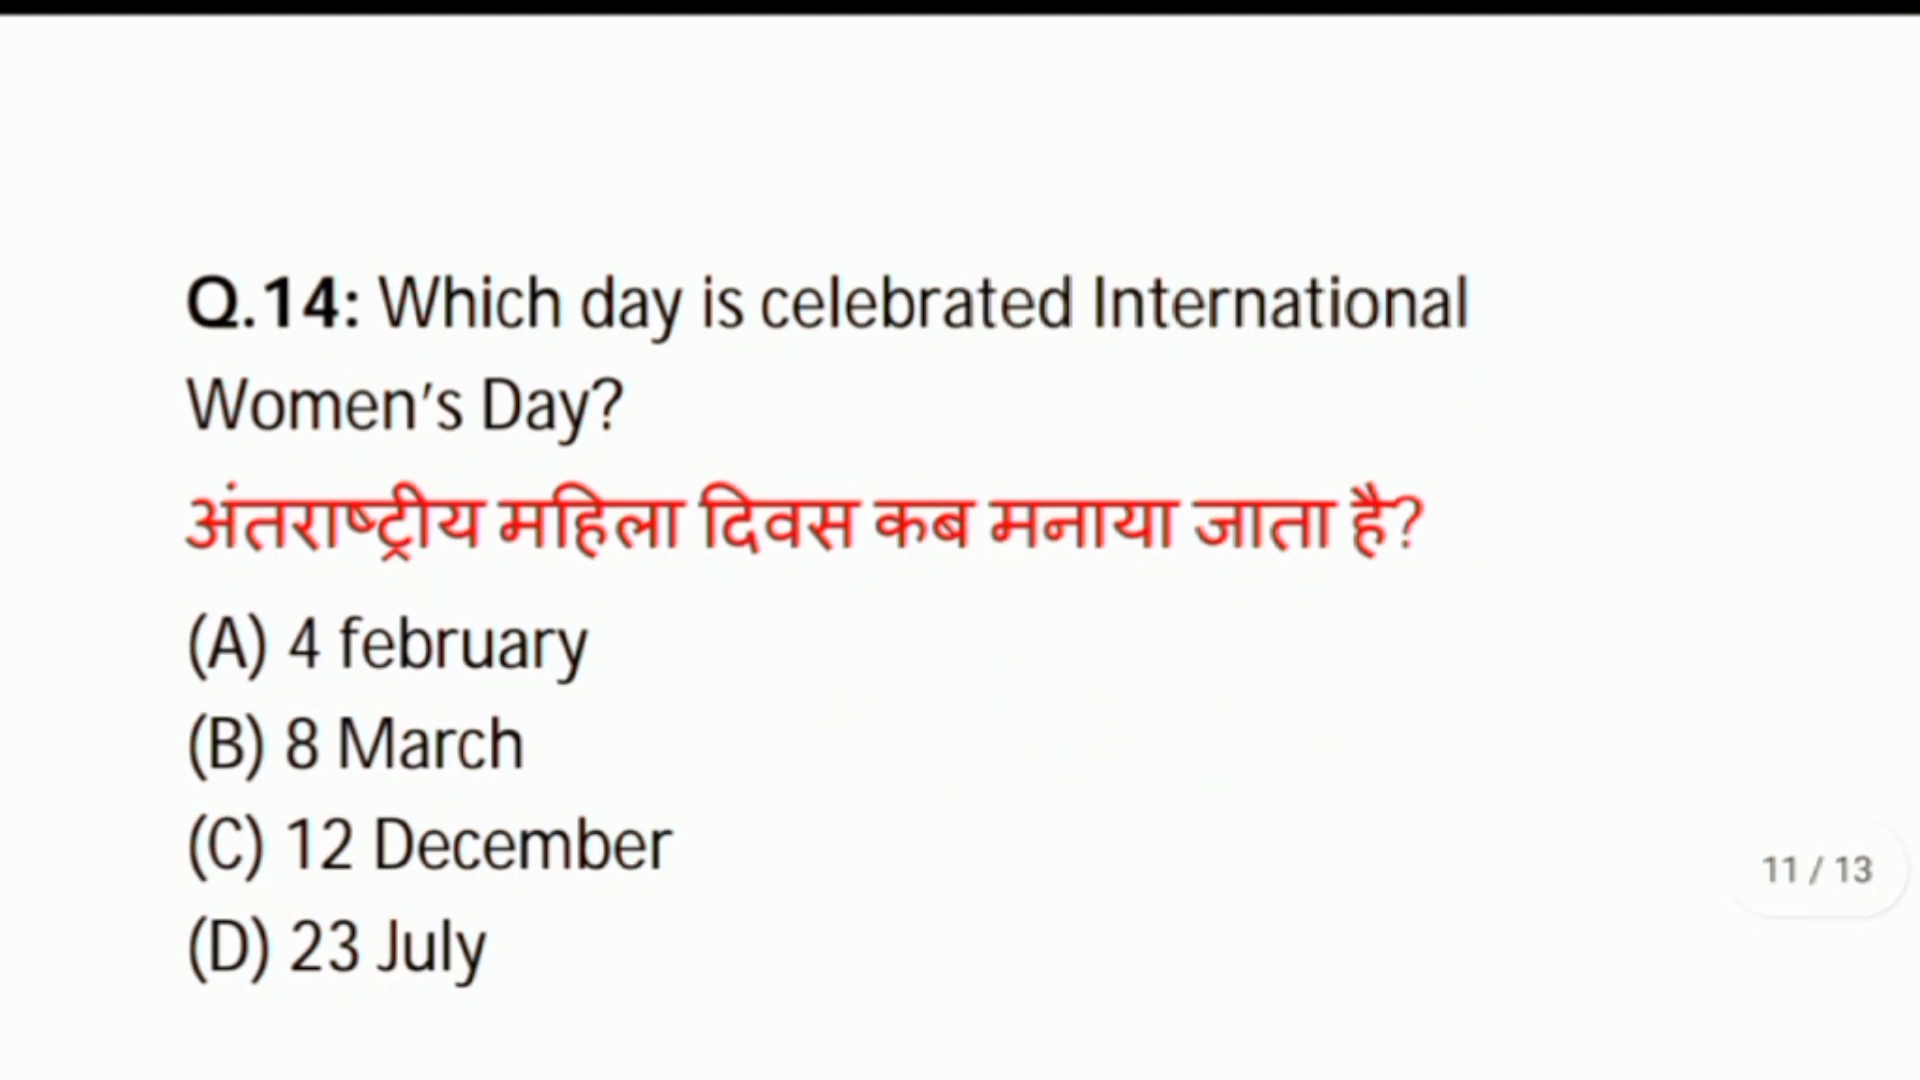 Q.14: Which day is celebrated International
Women's Day?
अंतराष्ट्रीय महिला दिवस कब मनाया जाता है?
(A) 4 february
(B) 8 March
(C) 12 December
(D) 23 July
11 / 13